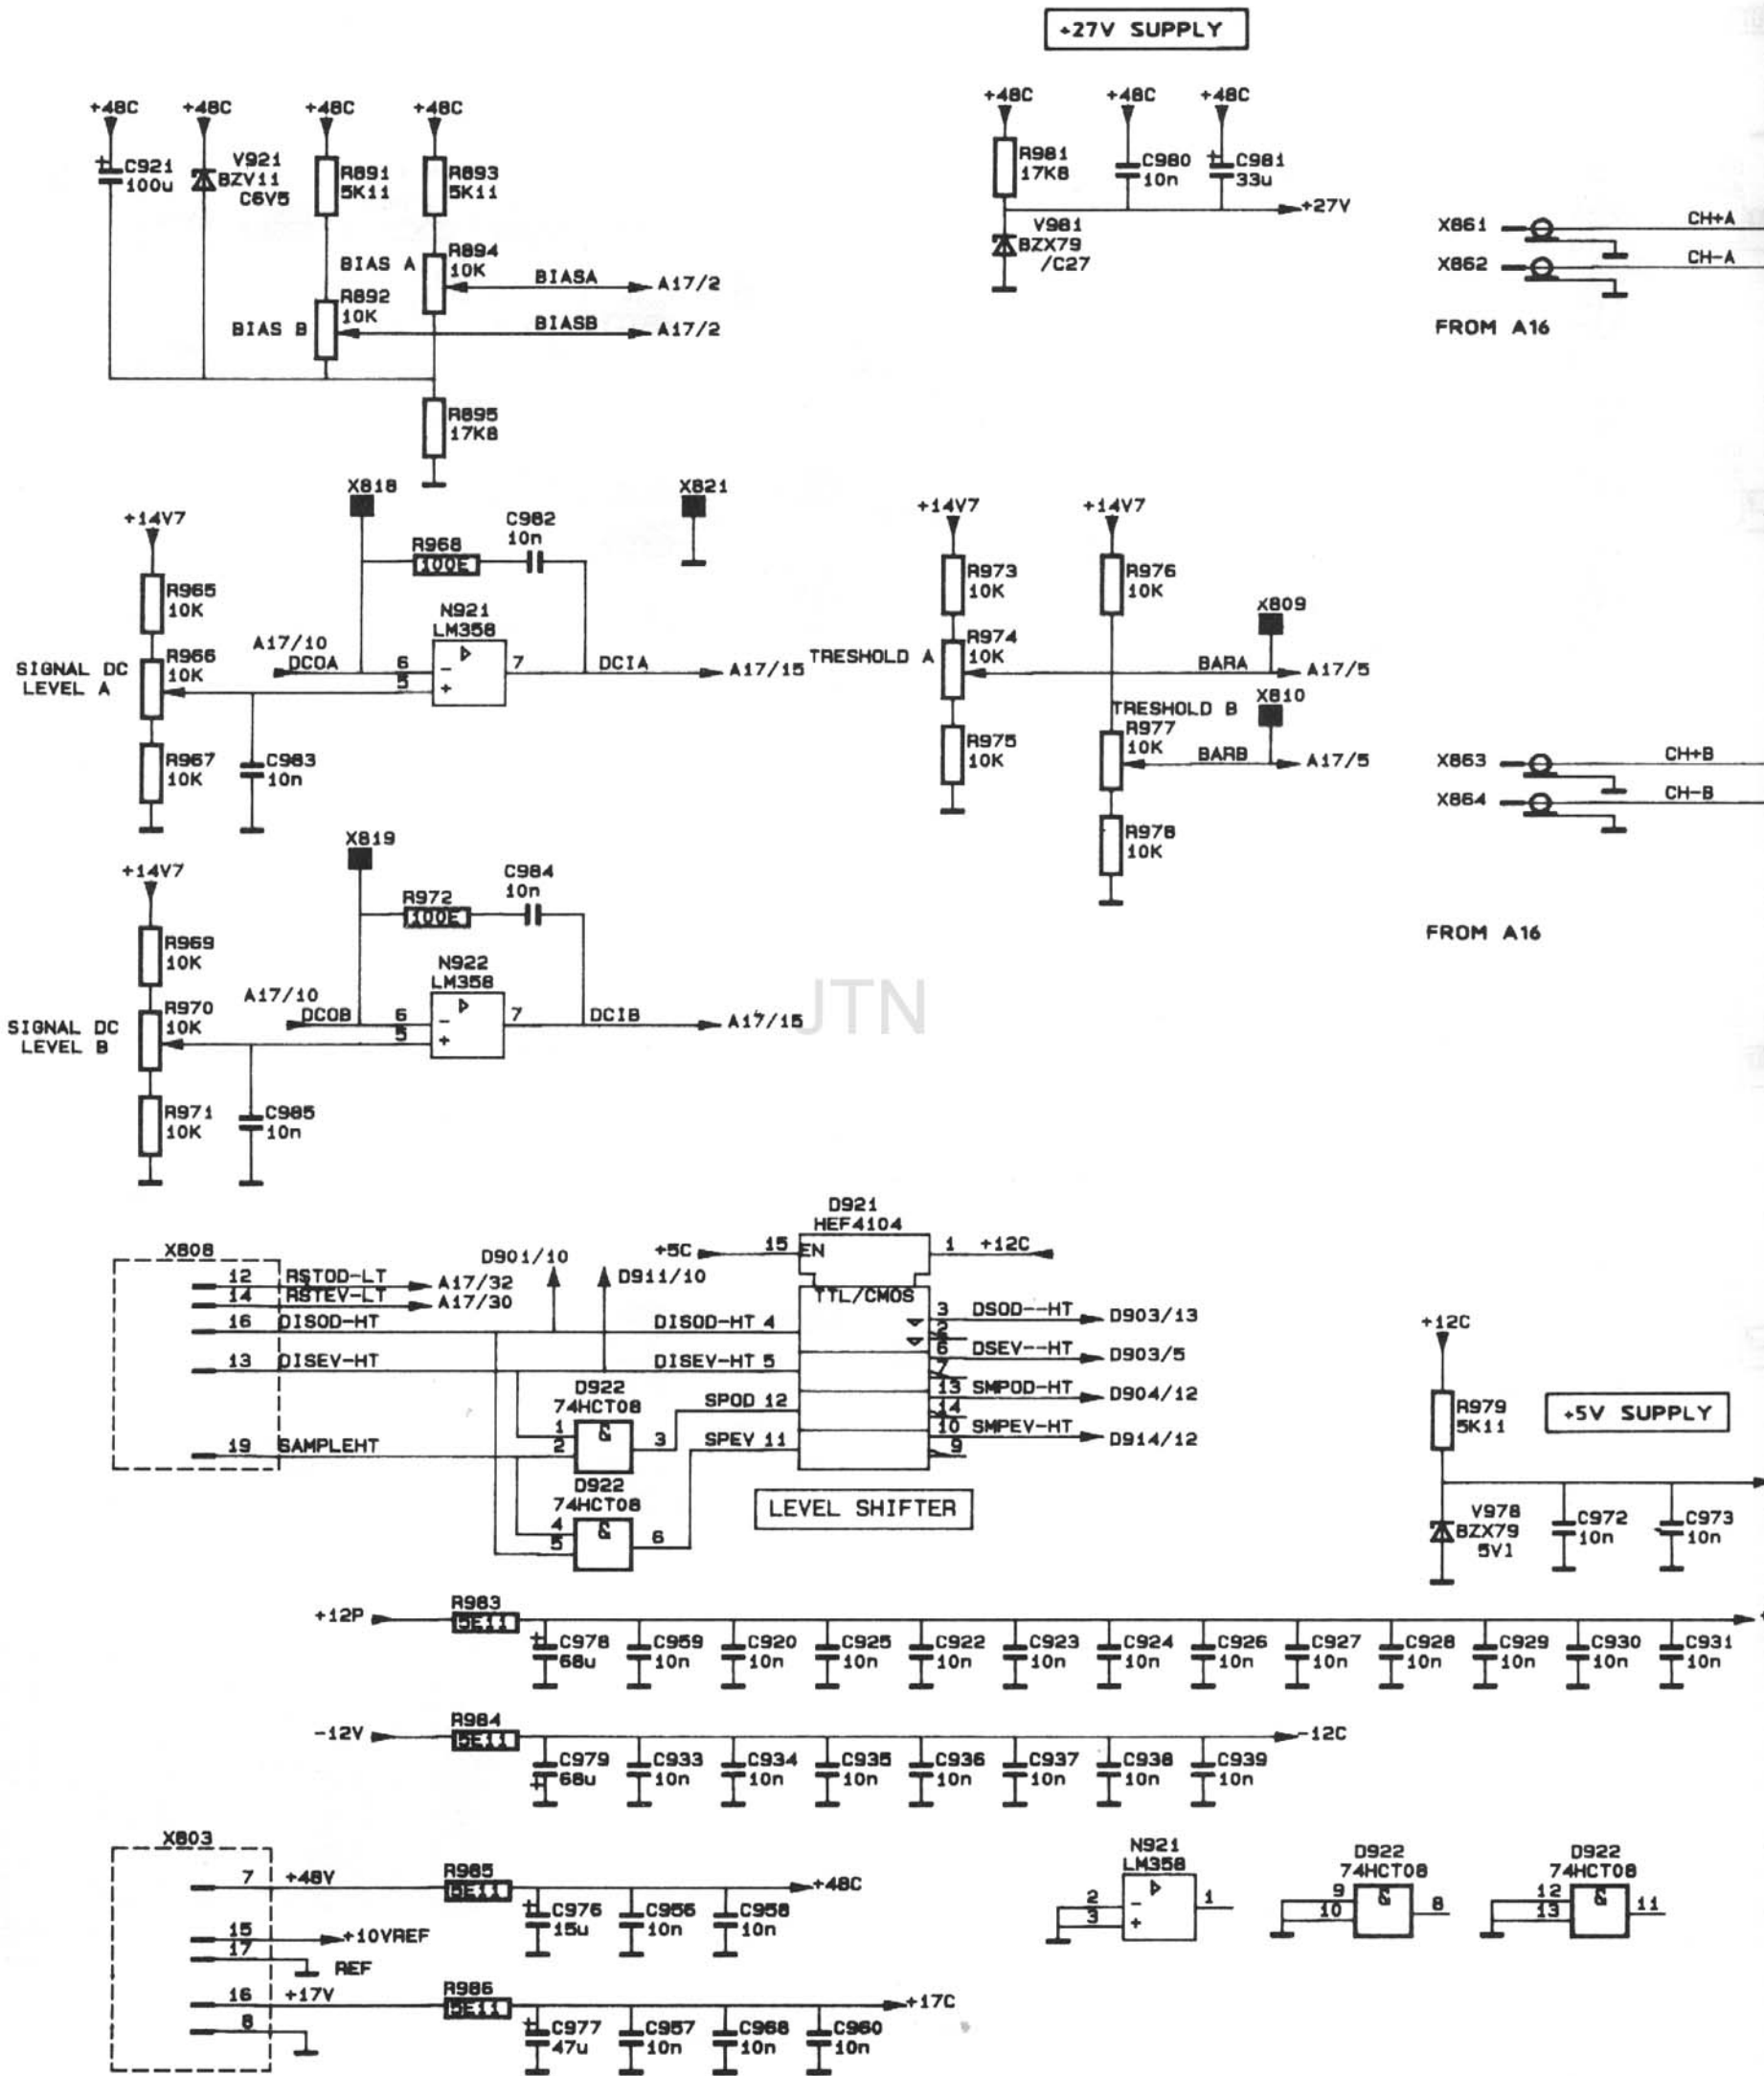 +27V SUPPLY
+48C +48C +48C +48C
C921
100u
V921
BZV11
C6V5
R891
5K11
R893
5K11
BIAS A
R894
10K
BIASA
A17/2
BIAS B
R892
10K
BIASB
A17/2
R895
17K8
+48C +48C +48C
R981
17K8
C980
10n
C981
33u
+27V
V981
BZX79
/C27
X861
CH+A
X862
CH-A
FROM A16
X818
X821
+14V7
R965
10K
R968
100E
C982
10n
N921
LM358
A17/10
DCOA
6
5
-
+
7
DCIA
A17/15
SIGNAL DC
LEVEL A
R966
10K
R967
10K
C983
10n
+14V7
+14V7
R973
10K
R976
10K
X809
TRESHOLD A
R974
10K
BARA
A17/5
X810
TRESHOLD B
R977
10K
BARB
A17/5
R975
10K
R978
10K
X863
CH+B
X864
CH-B
FROM A16
X819
+14V7
R969
10K
R972
100E
C984
10n
N922
LM358
A17/10
DCOB
6
5
-
+
7
DCIB
A17/15
SIGNAL DC
LEVEL B
R970
10K
R971
10K
C985
10n
JTN
D921
HEF4104
+5C
15
EN
1
+12C
TTL/CMOS
X808
12 RSTOD-LT A17/32
14 RSTEV-LT A17/30
16 DISOD-HT
13 DISEV-HT
19 SAMPLEHT
D901/10
D911/10
DISOD-HT 4
DISEV-HT 5
SPOD 12
SPEV 11
D922
74HCT08
1
2
&
3
D922
74HCT08
4
5
&
6
3 DSOD--HT D903/13
2
6 DSEV--HT D903/5
7
13 SMPOD-HT D904/12
14
10 SMPEV-HT D914/12
9
LEVEL SHIFTER
+12C
R979
5K11
+5V SUPPLY
V978
BZX79
5V1
C972
10n
C973
10n
+12P
R983
5E11
C978
68u
C959
10n
C920
10n
C925
10n
C922
10n
C923
10n
C924
10n
C926
10n
C927
10n
C928
10n
C929
10n
C930
10n
C931
10n
-12V
R984
5E11
-12C
C979
68u
C933
10n
C934
10n
C935
10n
C936
10n
C937
10n
C938
10n
C939
10n
X803
7 +48V
R985
5E11
+48C
C976
15u
C956
10n
C958
10n
15 +10VREF
17 REF
16 +17V
8
R986
5E11
+17C
C977
47u
C957
10n
C968
10n
C960
10n
N921
LM358
2
3
-
+
1
D922
74HCT08
9
10
&
8
D922
74HCT08
12
13
&
11